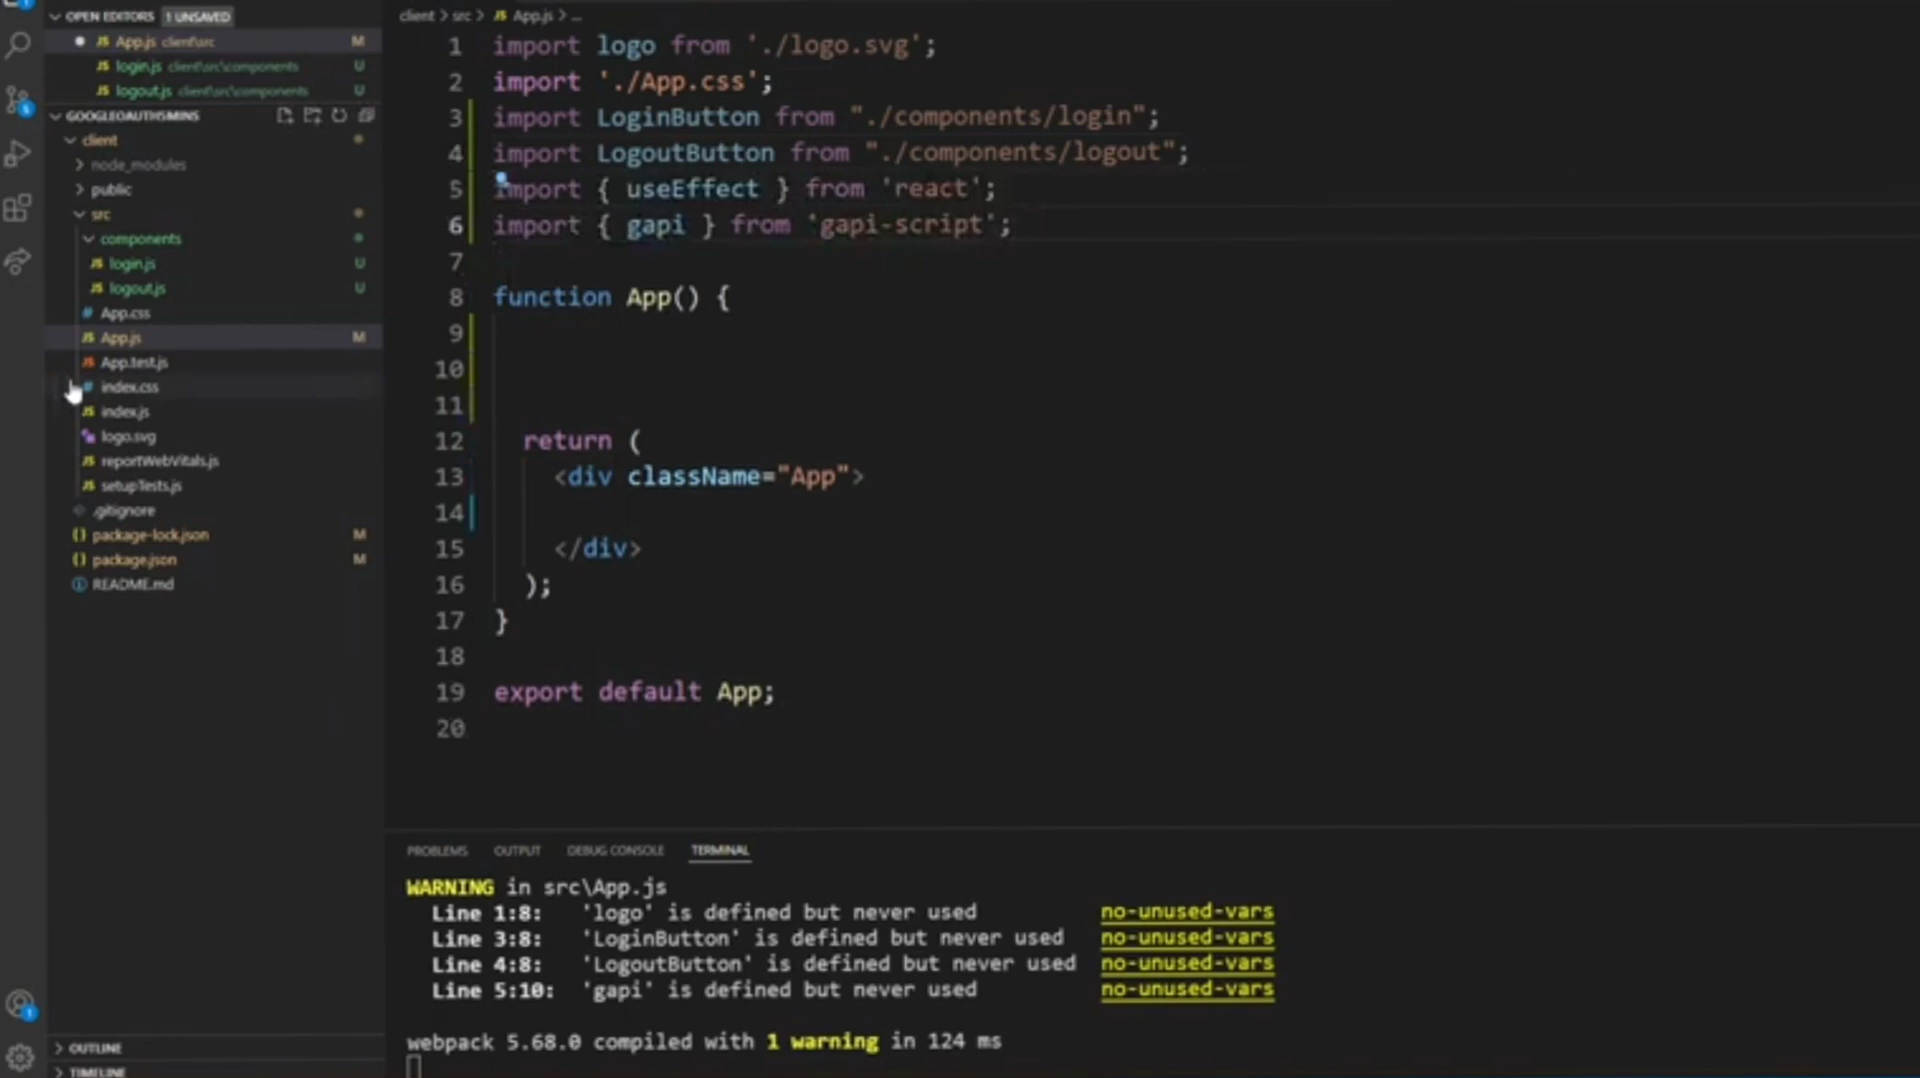 OPEN EDITORS 1 UNSAVED
App.js client\src M
login.js client\src\components U
logout.js client\src\components U
GOOGLEOAUTH5MINS
client
node_modules
public
src
components
login.js U
logout.js U
App.css
App.js M
App.test.js
index.css
index.js
logo.svg
reportWebVitals.js
setupTests.js
.gitignore
package-lock.json M
package.json M
README.md
OUTLINE
TIMELINE
client > src > JS App.js > ...
1 import logo from './logo.svg';
2 import './App.css';
3 import LoginButton from "./components/login";
4 import LogoutButton from "./components/logout";
5 import { useEffect } from 'react';
6 import { gapi } from 'gapi-script';
7
8 function App() {
9
10
11
12 return (
13 <div className="App">
14
15 </div>
16 );
17 }
18
19 export default App;
20
PROBLEMS OUTPUT DEBUG CONSOLE TERMINAL
WARNING in src\App.js
Line 1:8: 'logo' is defined but never used no-unused-vars
Line 3:8: 'LoginButton' is defined but never used no-unused-vars
Line 4:8: 'LogoutButton' is defined but never used no-unused-vars
Line 5:10: 'gapi' is defined but never used no-unused-vars
webpack 5.68.0 compiled with 1 warning in 124 ms